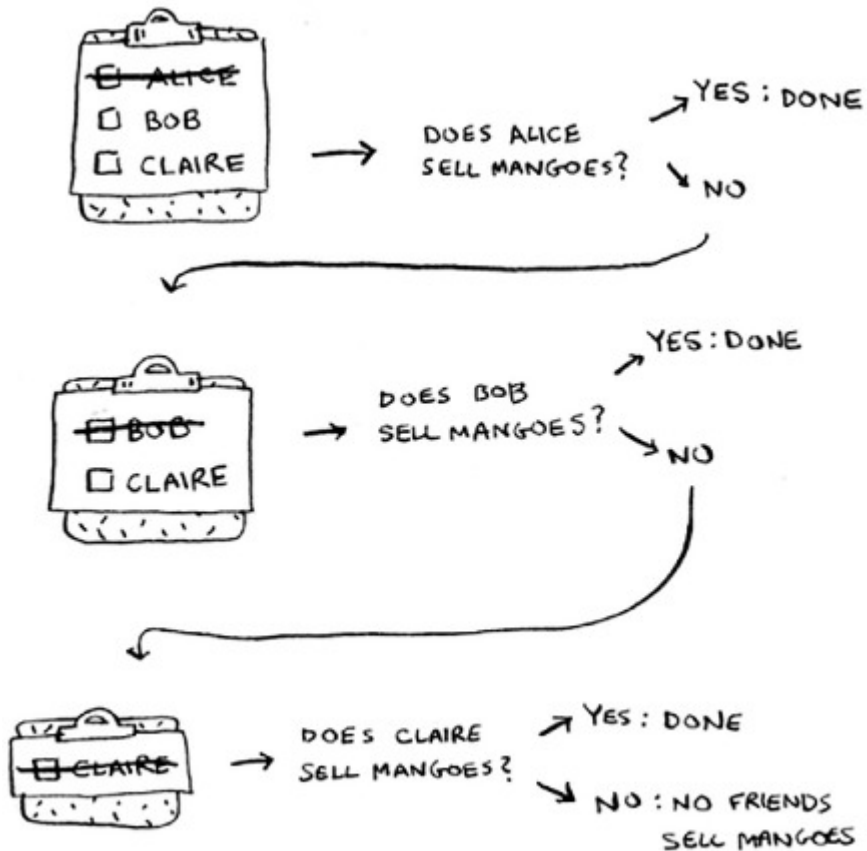 ALICE
BOB
CLAIRE
DOES ALICE
SELL MANGOES?
YES: DONE
NO
BOB
CLAIRE
DOES BOB
SELL MANGOES?
YES: DONE
NO
CLAIRE
DOES CLAIRE
SELL MANGOES?
YES: DONE
NO: NO FRIENDS
SELL MANGOES